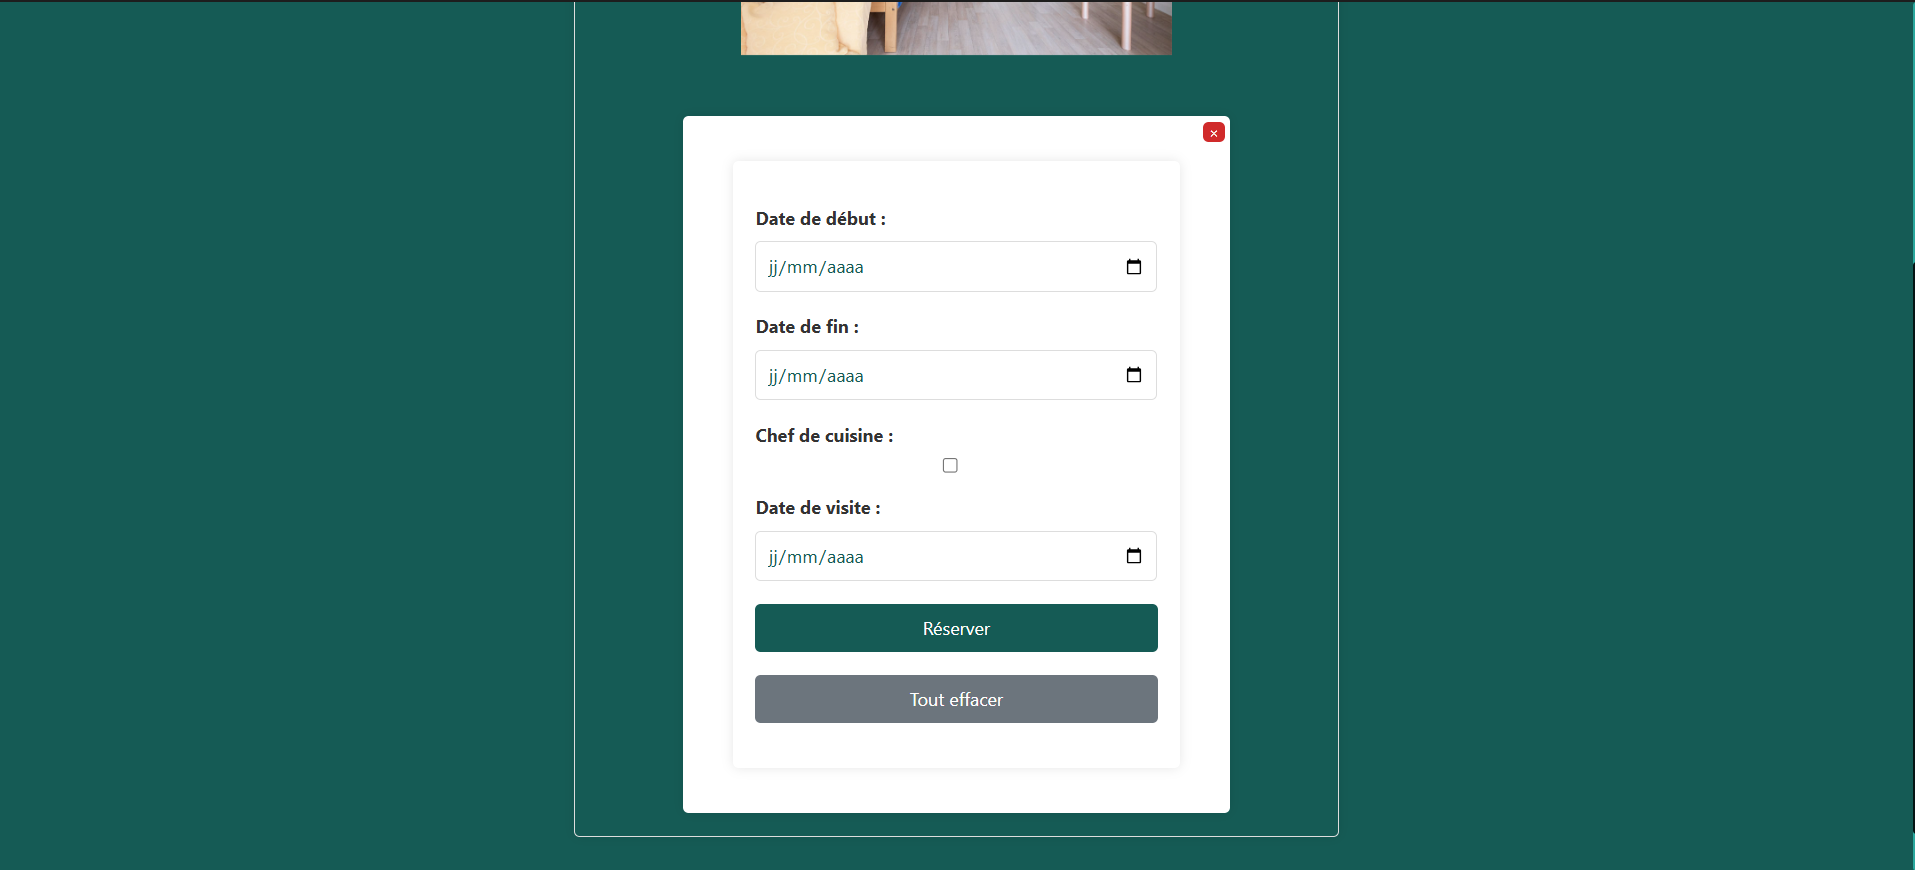 ×
Date de début :
jj/mm/aaaa
Date de fin :
jj/mm/aaaa
Chef de cuisine :
Date de visite :
jj/mm/aaaa
Réserver
Tout effacer